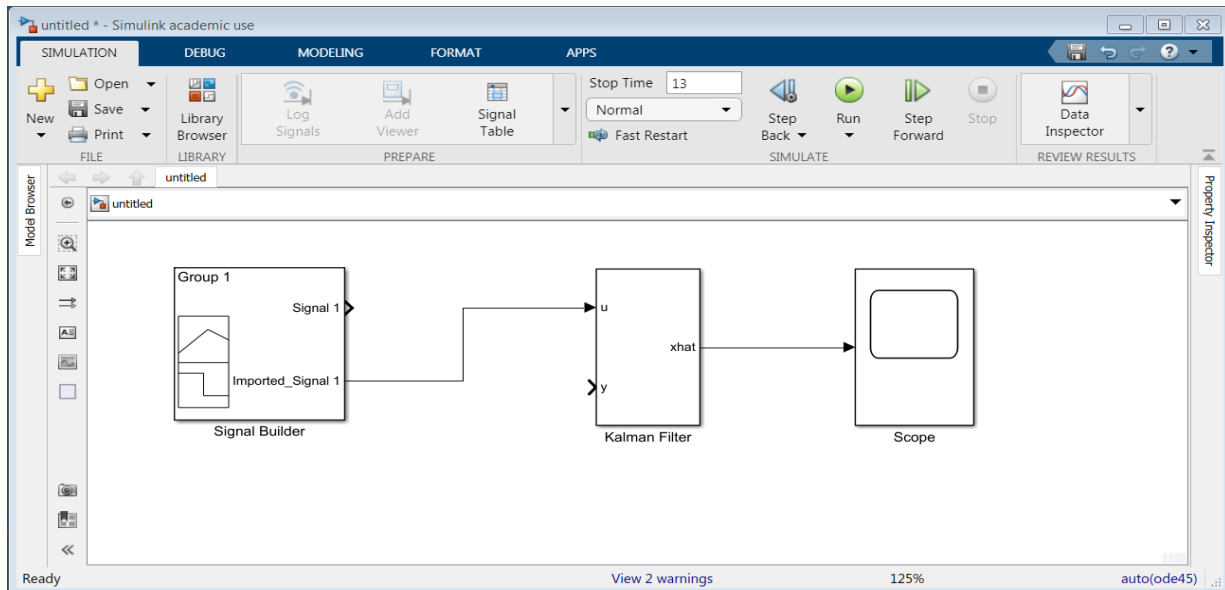 untitled * - Simulink academic use
SIMULATION DEBUG MODELING FORMAT APPS
New
Open
Save
Print
FILE
Library
Browser
LIBRARY
Log
Signals
Add
Viewer
Signal
Table
PREPARE
Stop Time 13
Normal
Fast Restart
Step
Back
Run
Step
Forward
Stop
SIMULATE
Data
Inspector
REVIEW RESULTS
Model Browser
untitled
untitled
Property Inspector
Group 1
Signal 1
Imported_Signal 1
Signal Builder
u
xhat
y
Kalman Filter
Scope
Ready View 2 warnings 125% auto(ode45)